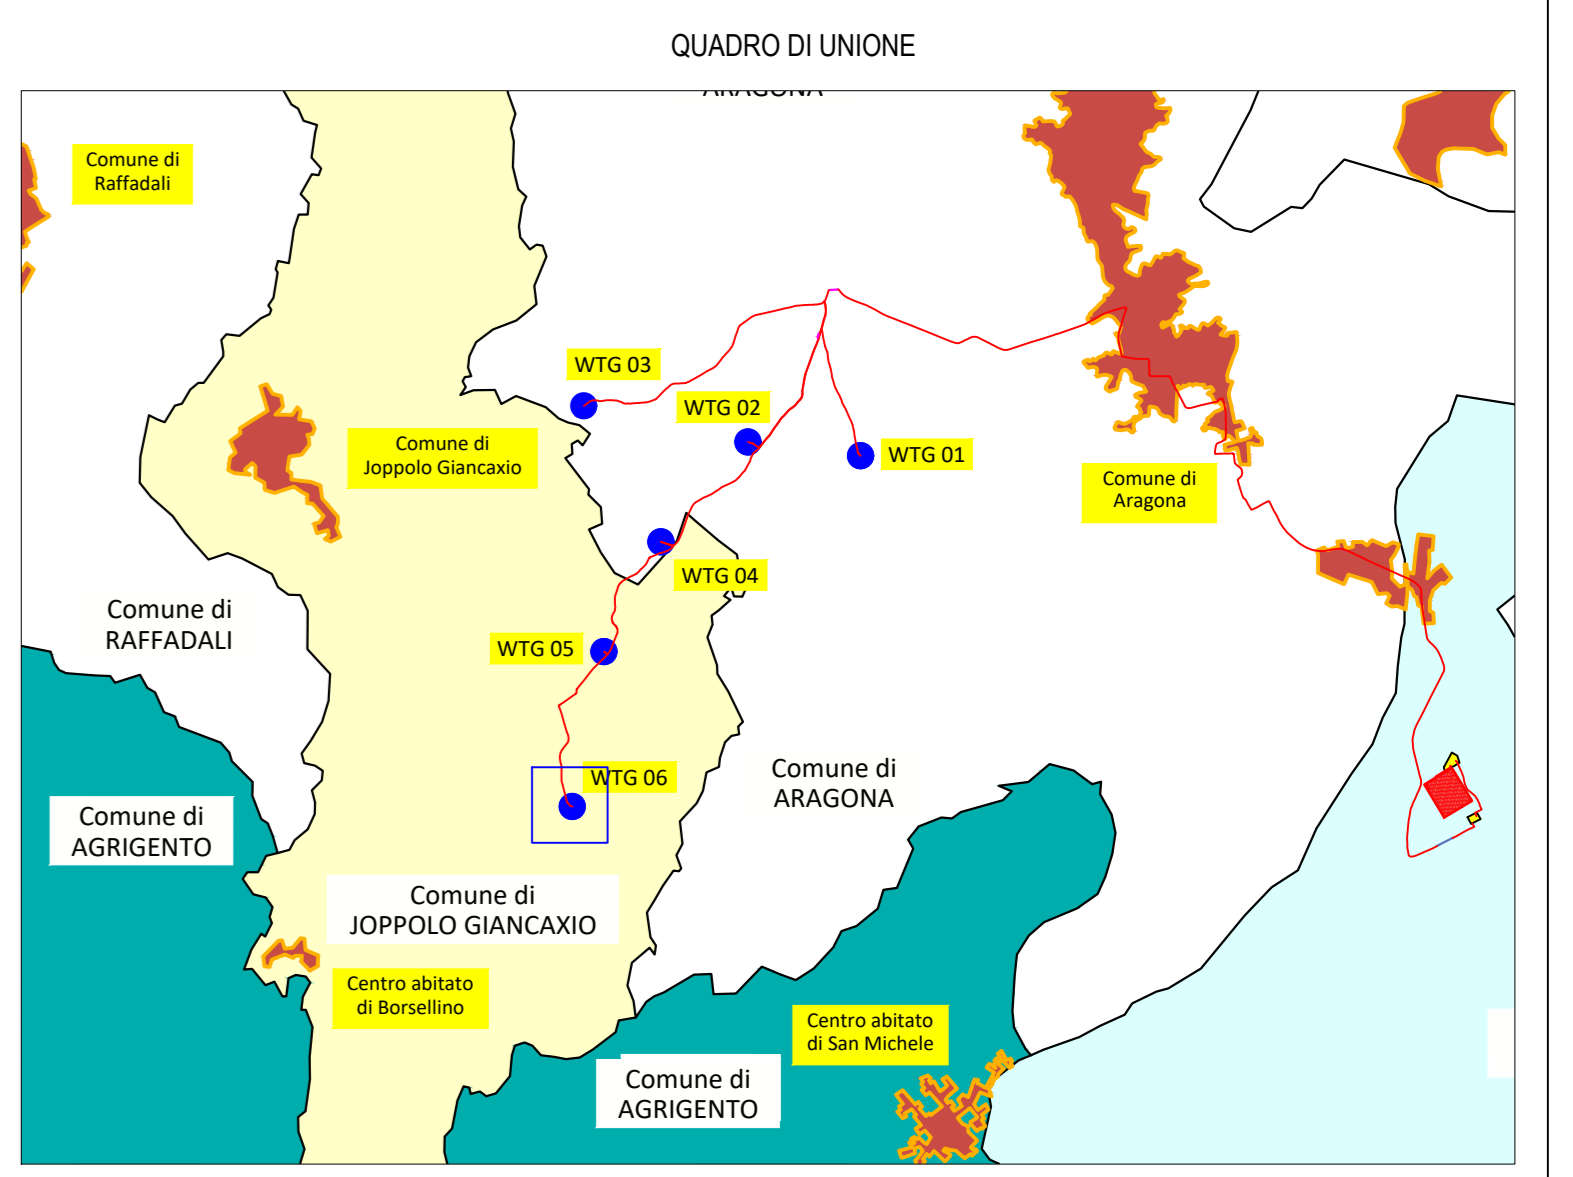 QUADRO DI UNIONE
ARAGONA
Comune di
Raffadali
WTG 03
WTG 02
Comune di
Joppolo Giancaxio
WTG 01
Comune di
Aragona
WTG 04
Comune di
RAFFADALI
WTG 05
WTG 06
Comune di
ARAGONA
Comune di
AGRIGENTO
Comune di
JOPPOLO GIANCAXIO
Centro abitato
di Borsellino
Centro abitato
di San Michele
Comune di
AGRIGENTO